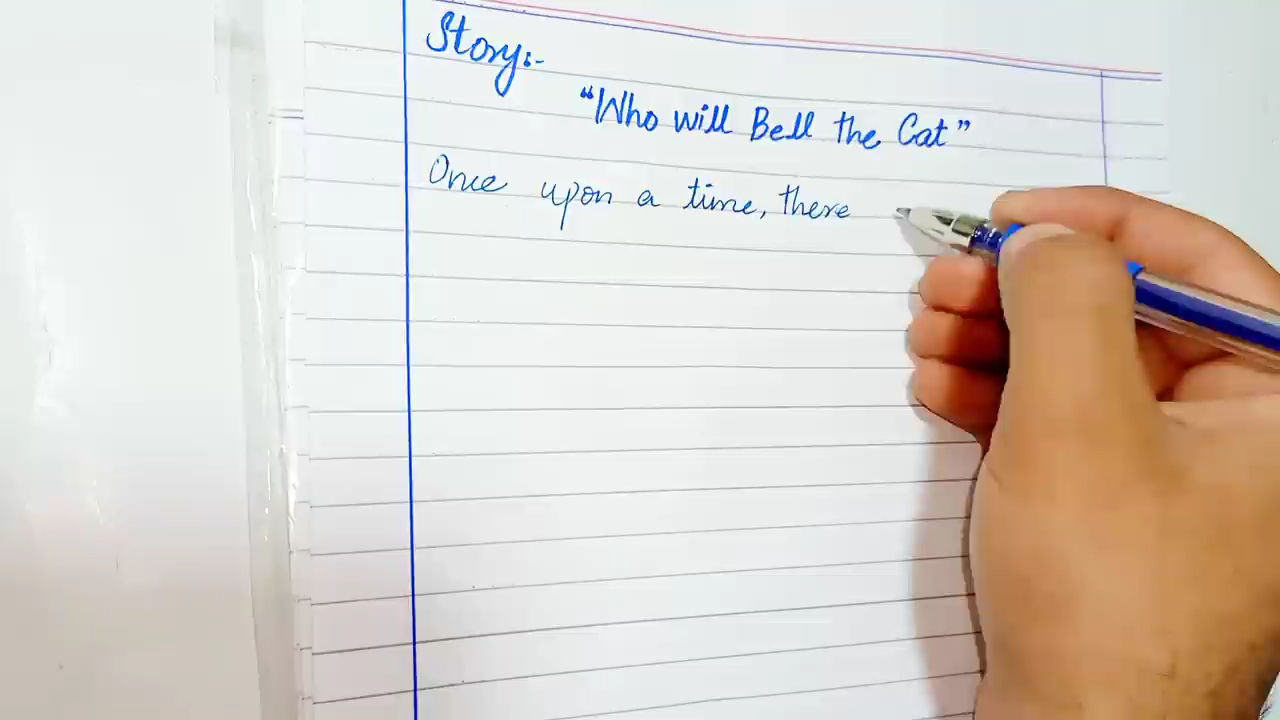 Story:-
"Who will Bell the Cat"
Once upon a time, there